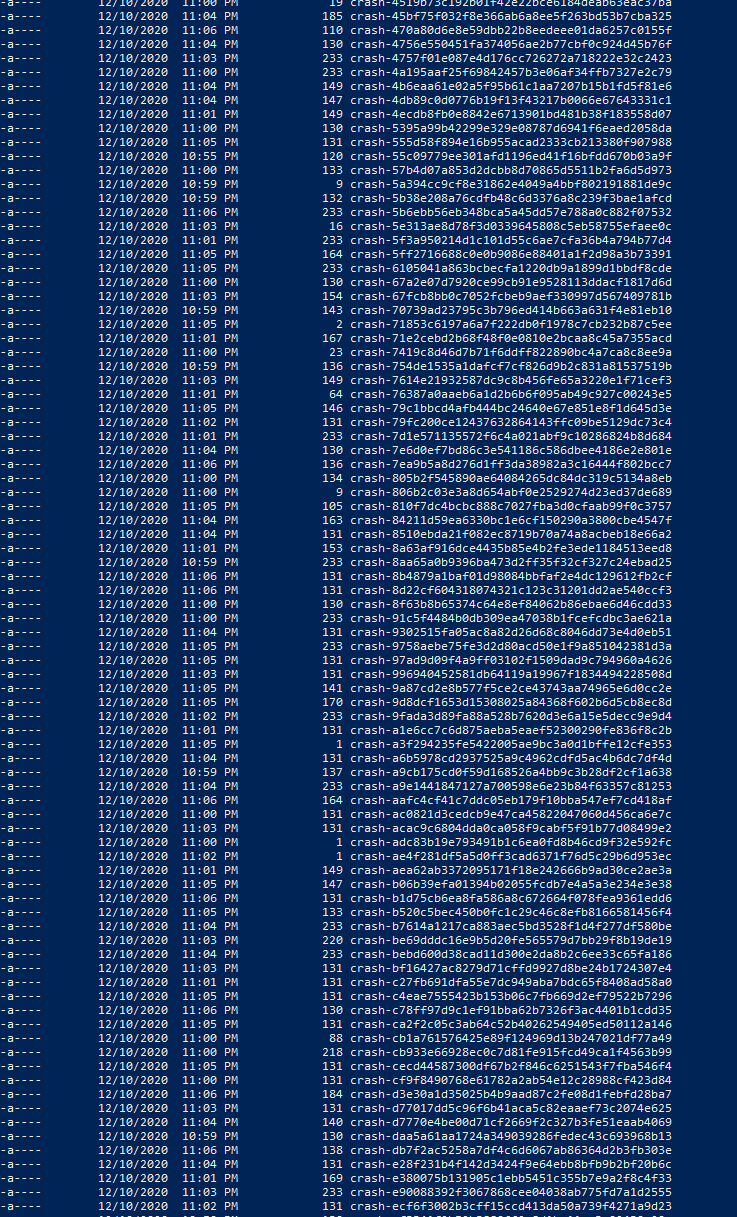 -a---- 12/10/2020 11:00 PM 19 crash-4519b73c192b01f42e22bce6184deab63eac37ba
-a---- 12/10/2020 11:04 PM 185 crash-45bf75f032f8e366ab6a8ee5f263bd53b7cba325
-a---- 12/10/2020 11:06 PM 110 crash-470a80d6e8e59dbb22b8eedeee01da6257c0155f
-a---- 12/10/2020 11:04 PM 130 crash-4756e550451fa374056ae2b77cbf0c924d45b76f
-a---- 12/10/2020 11:03 PM 233 crash-4757f01e087e4d176cc726272a718222e32c2423
-a---- 12/10/2020 11:00 PM 233 crash-4a195aaf25f69842457b3e06af34ffb7327e2c79
-a---- 12/10/2020 11:04 PM 149 crash-4b6eaa61e02a5f95b61c1aa7207b15b1fd5f81e6
-a---- 12/10/2020 11:04 PM 147 crash-4db89c0d0776b19f13f43217b0066e67643331c1
-a---- 12/10/2020 11:01 PM 149 crash-4ecdb8fb0e8842e6713901bd481b38f183558d07
-a---- 12/10/2020 11:00 PM 130 crash-5395a99b42299e329e08787d6941f6eaed2058da
-a---- 12/10/2020 11:05 PM 131 crash-555d58f894e16b955acad2333cb213380f907988
-a---- 12/10/2020 10:55 PM 120 crash-55c09779ee301afd1196ed41f16bfdd670b03a9f
-a---- 12/10/2020 11:00 PM 133 crash-57b4d07a853d2dcbb8d70865d5511b2fa6d5d973
-a---- 12/10/2020 10:59 PM 9 crash-5a394cc9cf8e31862e4049a4bbf802191881de9c
-a---- 12/10/2020 10:59 PM 132 crash-5b38e208a76cdfb48c6d3376a8c239f3bae1afcd
-a---- 12/10/2020 11:06 PM 233 crash-5b6ebb56eb348bca5a45dd57e788a0c882f07532
-a---- 12/10/2020 11:03 PM 16 crash-5e313ae8d78f3d0339645808c5eb58755efaee0c
-a---- 12/10/2020 11:01 PM 233 crash-5f3a950214d1c101d55c6ae7cfa36b4a794b77d4
-a---- 12/10/2020 11:05 PM 164 crash-5ff2716688c0e0b9086e88401a1f2d98a3b73391
-a---- 12/10/2020 11:05 PM 233 crash-6105041a863bcbecfa1220db9a1899d1bbdf8cde
-a---- 12/10/2020 11:00 PM 130 crash-67a2e07d7920ce99cb91e9528113ddacf1817d6d
-a---- 12/10/2020 11:03 PM 154 crash-67fcb8bb0c7052fcbeb9aef330997d567409781b
-a---- 12/10/2020 10:59 PM 143 crash-70739ad23795c3b796ed414b663a631f4e81eb10
-a---- 12/10/2020 11:05 PM 2 crash-71853c6197a6a7f222db0f1978c7cb232b87c5ee
-a---- 12/10/2020 11:01 PM 167 crash-71e2cebd2b68f48f0e0810e2bcaa8c45a7355acd
-a---- 12/10/2020 11:00 PM 23 crash-7419c8d46d7b71f6ddff822890bc4a7ca8c8ee9a
-a---- 12/10/2020 10:59 PM 136 crash-754de1535a1dafcf7cf826d9b2c831a81537519b
-a---- 12/10/2020 11:03 PM 149 crash-7614e21932587dc9c8b456fe65a3220e1f71cef3
-a---- 12/10/2020 11:01 PM 64 crash-76387a0aaeb6a1d2b6b6f095ab49c927c00243e5
-a---- 12/10/2020 11:05 PM 146 crash-79c1bbcd4afb444bc24640e67e851e8f1d645d3e
-a---- 12/10/2020 11:02 PM 131 crash-79fc200ce12437632864143ffc09be5129dc73c4
-a---- 12/10/2020 11:01 PM 233 crash-7d1e571135572f6c4a021abf9c10286824b8d684
-a---- 12/10/2020 11:04 PM 130 crash-7e6d0ef7bd86c3e541186c586dbee4186e2e801e
-a---- 12/10/2020 11:06 PM 136 crash-7ea9b5a8d276d1ff3da38982a3c16444f802bcc7
-a---- 12/10/2020 11:00 PM 134 crash-805b2f545890ae64084265dc84dc319c5134a8eb
-a---- 12/10/2020 11:00 PM 9 crash-806b2c03e3a8d654abf0e2529274d23ed37de689
-a---- 12/10/2020 11:05 PM 105 crash-810f7dc4bcbc888c7027fba3d0cfaab99f0c3757
-a---- 12/10/2020 11:04 PM 163 crash-84211d59ea6330bc1e6cf150290a3800cbe4547f
-a---- 12/10/2020 11:04 PM 131 crash-8510ebda21f082ec8719b70a74a8acbeb18e66a2
-a---- 12/10/2020 11:01 PM 153 crash-8a63af916dce4435b85e4b2fe3ede1184513eed8
-a---- 12/10/2020 10:59 PM 233 crash-8aa65a0b9396ba473d2ff35f32cf327c24ebad25
-a---- 12/10/2020 11:06 PM 131 crash-8b4879a1baf01d98084bbfaf2e4dc129612fb2cf
-a---- 12/10/2020 11:06 PM 131 crash-8d22cf604318074321c123c31201dd2ae540ccf3
-a---- 12/10/2020 11:00 PM 130 crash-8f63b8b65374c64e8ef84062b86ebae6d46cdd33
-a---- 12/10/2020 11:00 PM 233 crash-91c5f4484b0db309ea47038b1fcefcdbc3ae621a
-a---- 12/10/2020 11:04 PM 131 crash-9302515fa05ac8a82d26d68c8046dd73e4d0eb51
-a---- 12/10/2020 11:05 PM 233 crash-9758aebe75fe3d2d80acd50e1f9a851042381d3a
-a---- 12/10/2020 11:05 PM 131 crash-97ad9d09f4a9ff03102f1509dad9c794960a4626
-a---- 12/10/2020 11:03 PM 131 crash-996940452581db64119a19967f1834494228508d
-a---- 12/10/2020 11:05 PM 141 crash-9a87cd2e8b577f5ce2ce43743aa74965e6d0cc2e
-a---- 12/10/2020 11:05 PM 170 crash-9d8dcf1653d15308025a84368f602b6d5cb8ec8d
-a---- 12/10/2020 11:02 PM 233 crash-9fada3d89fa88a528b7620d3e6a15e5decc9e9d4
-a---- 12/10/2020 11:01 PM 131 crash-a1e6cc7c6d875aeba5eaef52300290fe836f8c2b
-a---- 12/10/2020 11:05 PM 1 crash-a3f294235fe5422005ae9bc3a0d1bffe12cfe353
-a---- 12/10/2020 11:04 PM 131 crash-a6b5978cd2937525a9c4962cdfd5ac4b6dc7df4d
-a---- 12/10/2020 10:59 PM 137 crash-a9cb175cd0f59d168526a4bb9c3b28df2cf1a638
-a---- 12/10/2020 11:04 PM 233 crash-a9e1441847127a700598e6e23b84f63357c81253
-a---- 12/10/2020 11:06 PM 164 crash-aafc4cf41c7ddc05eb179f10bba547ef7cd418af
-a---- 12/10/2020 11:00 PM 131 crash-ac0821d3cedcb9e47ca45822047060d456ca6e7c
-a---- 12/10/2020 11:03 PM 131 crash-acac9c6804dda0ca058f9cabf5f91b77d08499e2
-a---- 12/10/2020 11:00 PM 1 crash-adc83b19e793491b1c6ea0fd8b46cd9f32e592fc
-a---- 12/10/2020 11:02 PM 1 crash-ae4f281df5a5d0ff3cad6371f76d5c29b6d953ec
-a---- 12/10/2020 11:01 PM 149 crash-aea62ab3372095171f18e242666b9ad30ce2ae3a
-a---- 12/10/2020 11:05 PM 147 crash-b06b39efa01394b02055fcdb7e4a5a3e234e3e38
-a---- 12/10/2020 11:06 PM 131 crash-b1d75cb6ea8fa586a8c672664f078fea9361edd6
-a---- 12/10/2020 11:05 PM 133 crash-b520c5bec450b0fc1c29c46c8efb8166581456f4
-a---- 12/10/2020 11:04 PM 233 crash-b7614a1217ca883aec5bd3528f1d4f277df580be
-a---- 12/10/2020 11:03 PM 220 crash-be69dddc16e9b5d20fe565579d7bb29f8b19de19
-a---- 12/10/2020 11:04 PM 233 crash-bebd600d38cad11d300e2da8b2c6ee33c65fa186
-a---- 12/10/2020 11:03 PM 131 crash-bf16427ac8279d71cffd9927d8be24b1724307e4
-a---- 12/10/2020 11:01 PM 131 crash-c27fb691dfa55e7dc949aba7bdc65f8408ad58a0
-a---- 12/10/2020 11:05 PM 131 crash-c4eae7555423b153b06c7fb669d2ef79522b7296
-a---- 12/10/2020 11:06 PM 130 crash-c78ff97d9c1ef91bba62b7326f3ac4401b1cdd35
-a---- 12/10/2020 11:05 PM 131 crash-ca2f2c05c3ab64c52b40262549405ed50112a146
-a---- 12/10/2020 11:00 PM 88 crash-cb1a761576425e89f124969d13b247021df77a49
-a---- 12/10/2020 11:00 PM 218 crash-cb933e66928ec0c7d81fe915fcd49ca1f4563b99
-a---- 12/10/2020 11:05 PM 131 crash-cecd44587300df67b2f846c6251543f7fba546f4
-a---- 12/10/2020 11:00 PM 131 crash-cf9f8490768e61782a2ab54e12c28988cf423d84
-a---- 12/10/2020 11:06 PM 184 crash-d3e30a1d35025b4b9aad87c2fe08d1febfd28ba7
-a---- 12/10/2020 11:03 PM 131 crash-d77017dd5c96f6b41aca5c82eaaef73c2074e625
-a---- 12/10/2020 11:04 PM 140 crash-d7770e4be00d71cf2669f2c327b3fe51eaab4069
-a---- 12/10/2020 10:59 PM 130 crash-daa5a61aa1724a349039286fedec43c693968b13
-a---- 12/10/2020 11:06 PM 138 crash-db7f2ac5258a7df4c6d6067ab86364d2b3fb303e
-a---- 12/10/2020 11:04 PM 131 crash-e28f231b4f142d3424f9e64ebb8bfb9b2bf20b6c
-a---- 12/10/2020 11:01 PM 169 crash-e380075b131905c1ebb5451c355b7e9a2f8c4f33
-a---- 12/10/2020 11:03 PM 233 crash-e90088392f3067868cee04038ab775fd7a1d2555
-a---- 12/10/2020 11:02 PM 131 crash-ecf6f3002b3cff15ccd413da50a739f4271a9d23